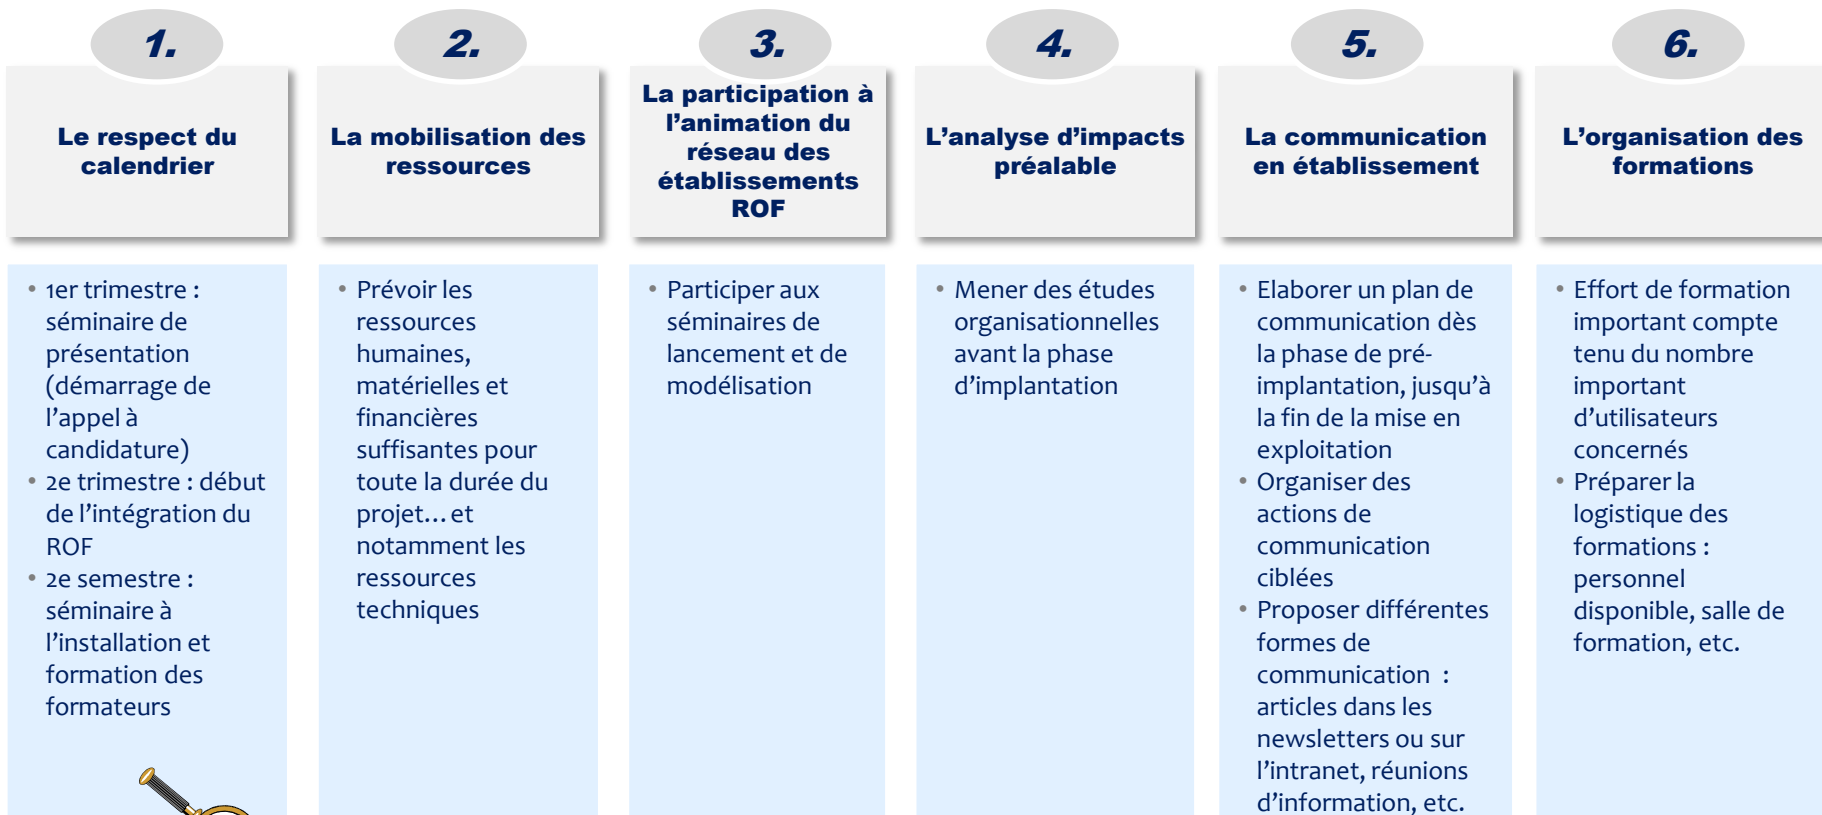 1.
Le respect du
calendrier
• 1er trimestre :
séminaire de
présentation
(démarrage de
l’appel à
candidature)
• 2e trimestre : début
de l’intégration du
ROF
• 2e semestre :
séminaire à
l’installation et
formation des
formateurs
2.
La mobilisation des
ressources
• Prévoir les
ressources
humaines,
matérielles et
financières
suffisantes pour
toute la durée du
projet… et
notamment les
ressources
techniques
3.
La participation à
l’animation du
réseau des
établissements
ROF
• Participer aux
séminaires de
lancement et de
modélisation
4.
L’analyse d’impacts
préalable
• Mener des études
organisationnelles
avant la phase
d’implantation
5.
La communication
en établissement
• Elaborer un plan de
communication dès
la phase de pré-
implantation, jusqu’à
la fin de la mise en
exploitation
• Organiser des
actions de
communication
ciblées
• Proposer différentes
formes de
communication :
articles dans les
newsletters ou sur
l’intranet, réunions
d’information, etc.
6.
L’organisation des
formations
• Effort de formation
important compte
tenu du nombre
important
d’utilisateurs
concernés
• Préparer la
logistique des
formations :
personnel
disponible, salle de
formation, etc.